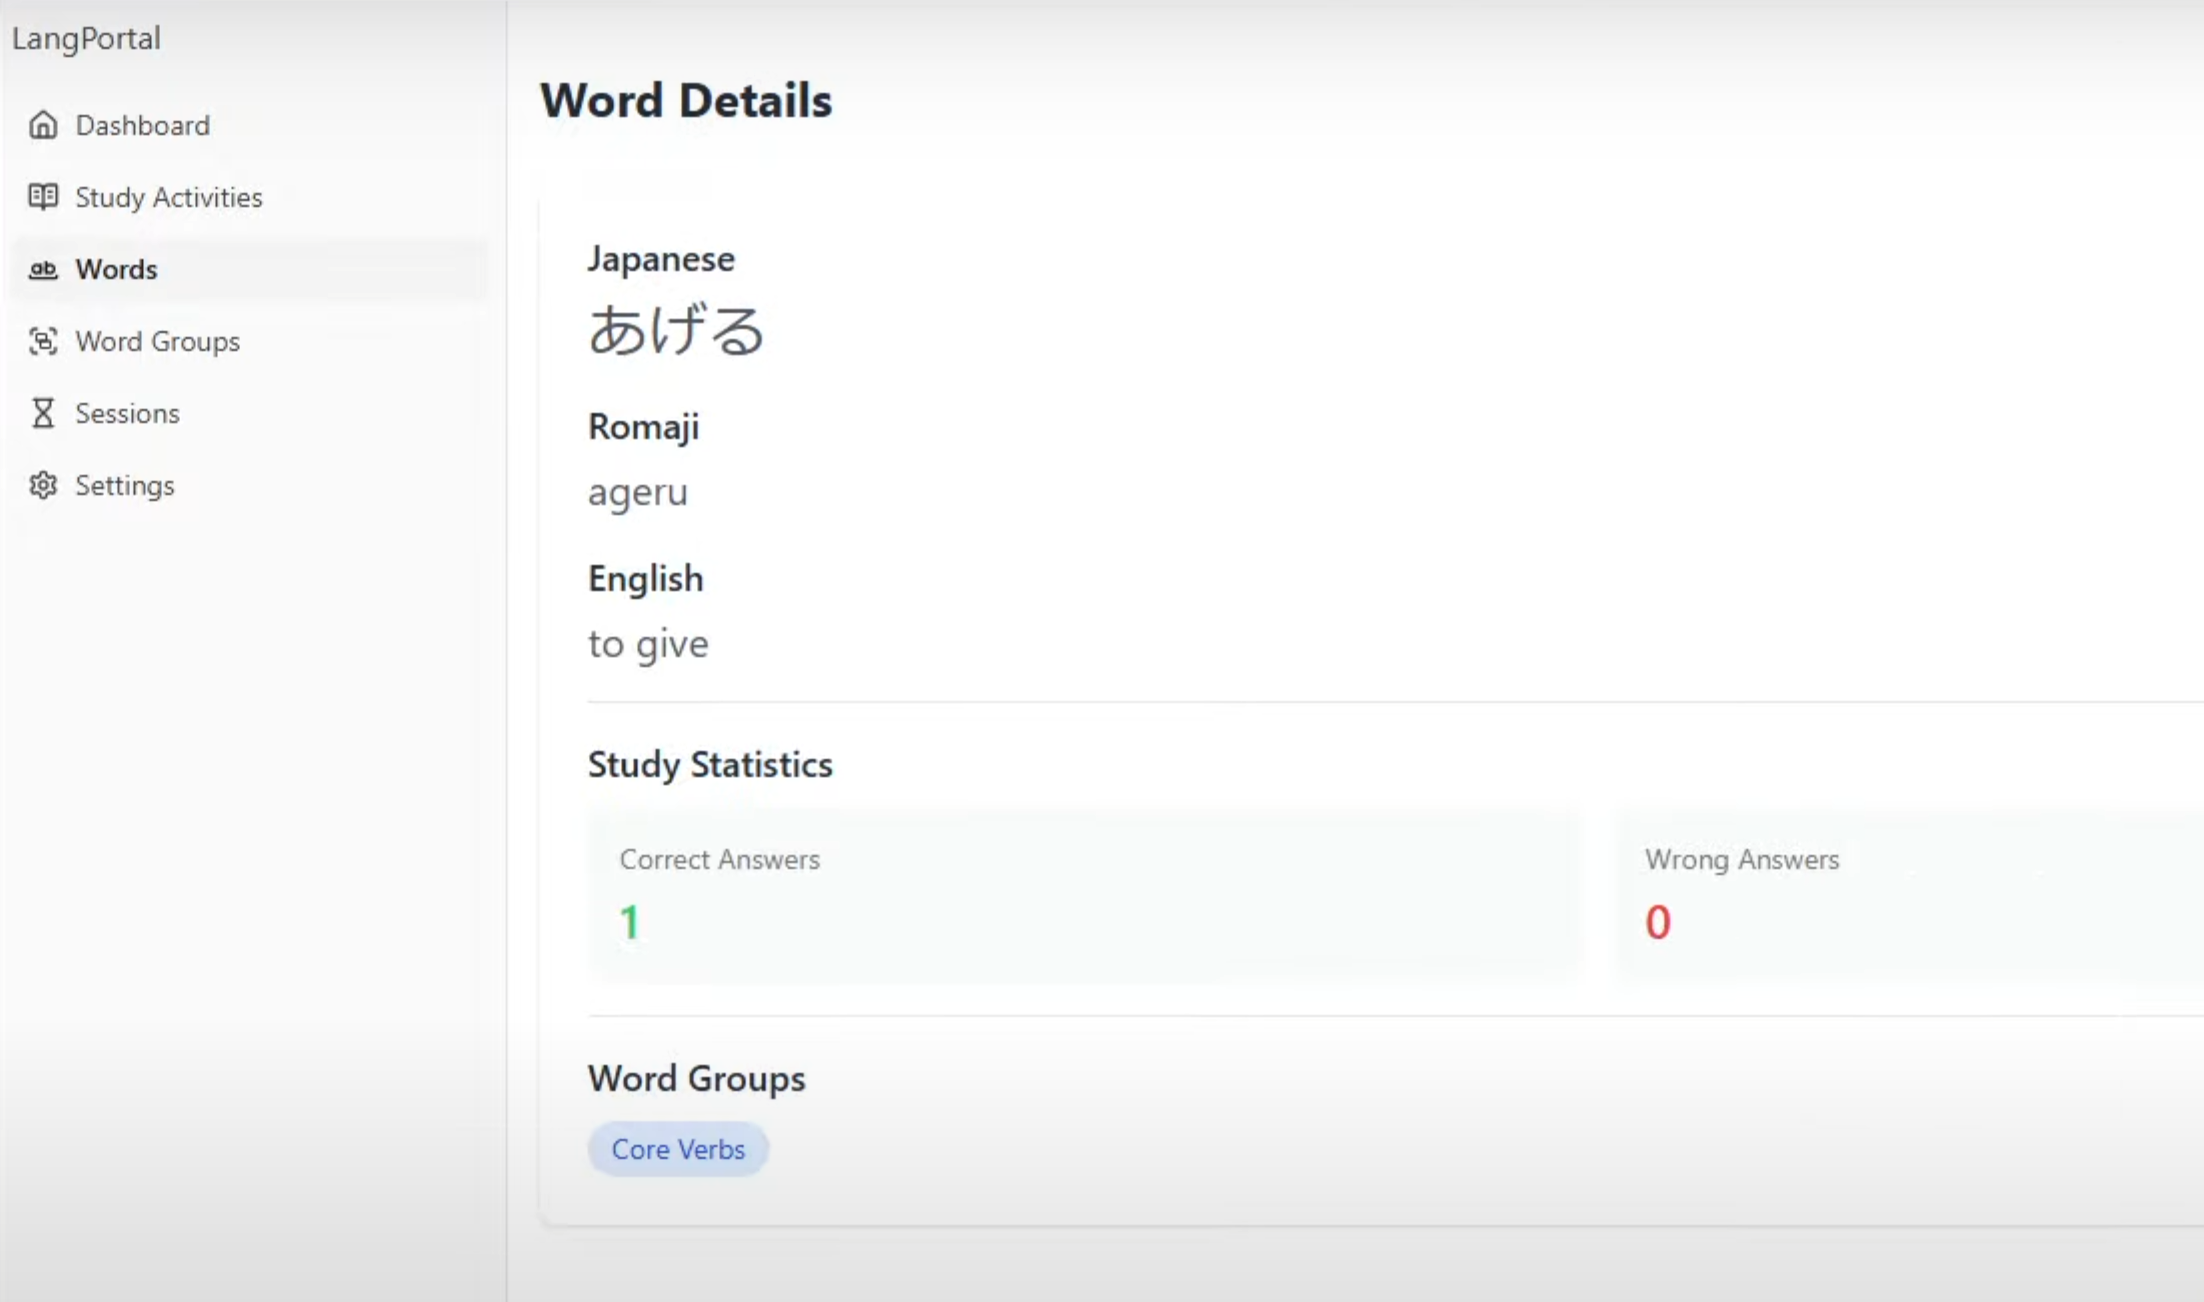 LangPortal
Dashboard
Study Activities
Words
Word Groups
Sessions
Settings
Word Details
Japanese
あげる
Romaji
ageru
English
to give
Study Statistics
Correct Answers
1
Wrong Answers
0
Word Groups
Core Verbs